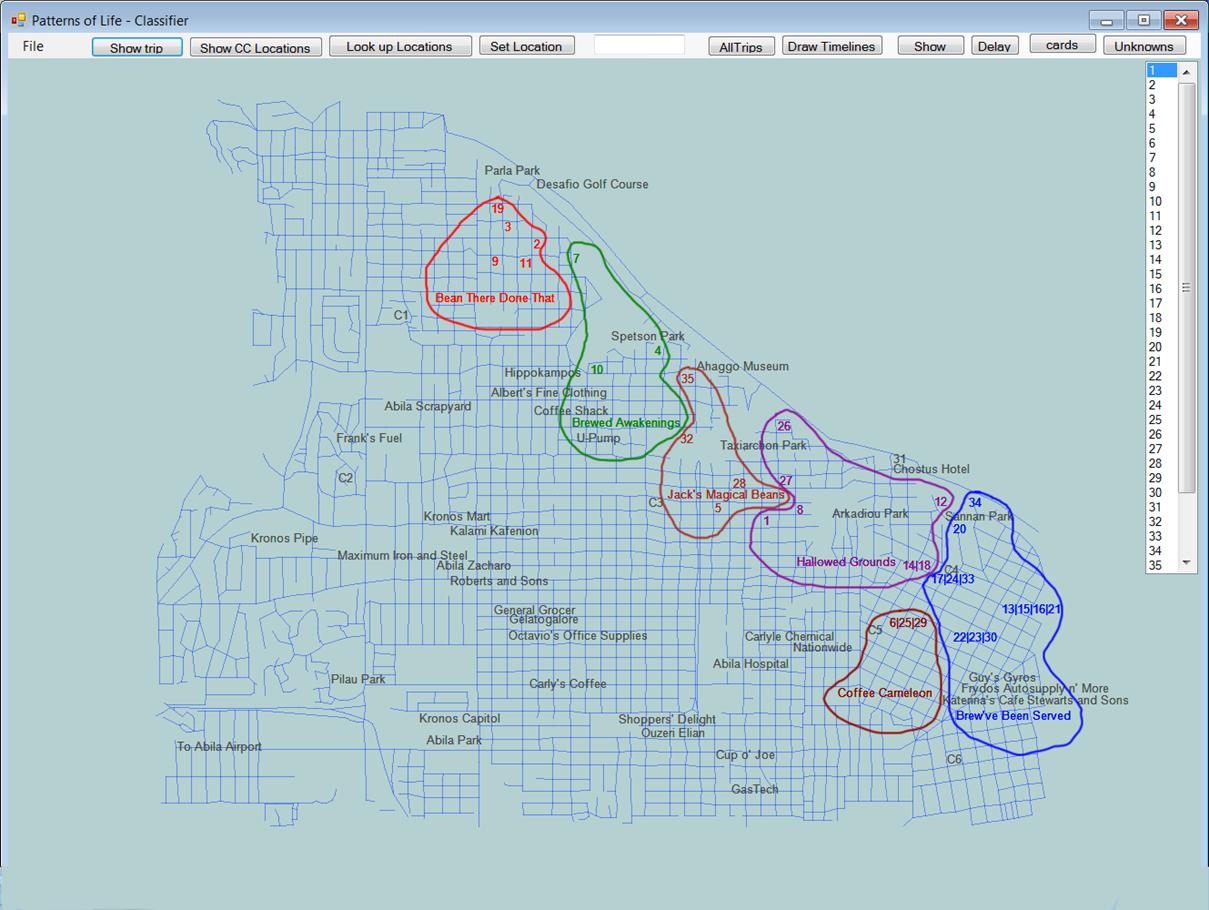 Patterns of Life - Classifier
File
Show trip
Show CC Locations
Look up Locations
Set Location
AllTrips
Draw Timelines
Show
Delay
cards
Unknowns
1
2
3
4
5
6
7
8
9
10
11
12
13
14
15
16
17
18
19
20
21
22
23
24
25
26
27
28
29
30
31
32
33
34
35
Parla Park
Desafio Golf Course
19
3
2
9
11
7
Bean There Done That
C1
Spetson Park
4
Hippokampos
10
Ahaggo Museum
35
Albert's Fine Clothing
Abila Scrapyard
Coffee Shack
Brewed Awakenings
26
Frank's Fuel
U-Pump
32
Taxiarchon Park
31
Chostus Hotel
C2
28
27
Jack's Magical Beans
C3
5
8
12
34
Kronos Mart
1
Arkadiou Park
Sannan Park
Kalami Kafenion
20
Kronos Pipe
Maximum Iron and Steel
Abila Zacharo
Hallowed Grounds
14|18
C4
Roberts and Sons
17|24|33
General Grocer
Gelatogalore
13|15|16|21
6|25|29
C5
Octavio's Office Supplies
Carlyle Chemical
22|23|30
Nationwide
Abila Hospital
Pilau Park
Carly's Coffee
Guy's Gyros
Frydos Autosupply n' More
Coffee Cameleon
Katerina's Cafe Stewarts and Sons
Kronos Capitol
Shoppers' Delight
Brew've Been Served
Ouzeri Elian
Abila Park
To Abila Airport
Cup o' Joe
C6
GasTech